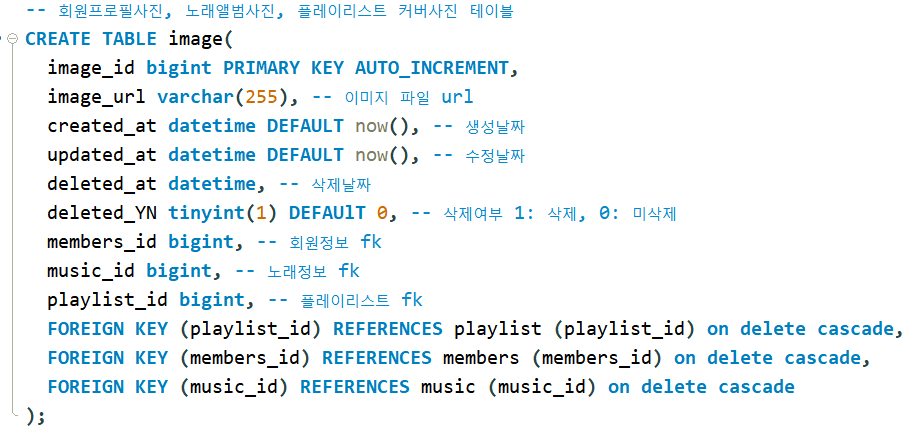 -- 회원프로필사진, 노래앨범사진, 플레이리스트 커버사진 테이블
CREATE TABLE image(
image_id bigint PRIMARY KEY AUTO_INCREMENT,
image_url varchar(255), -- 이미지 파일 url
created_at datetime DEFAULT now(), -- 생성날짜
updated_at datetime DEFAULT now(), -- 수정날짜
deleted_at datetime, -- 삭제날짜
deleted_YN tinyint(1) DEFAUlT 0, -- 삭제여부 1: 삭제, 0: 미삭제
members_id bigint, -- 회원정보 fk
music_id bigint, -- 노래정보 fk
playlist_id bigint, -- 플레이리스트 fk
FOREIGN KEY (playlist_id) REFERENCES playlist (playlist_id) on delete cascade,
FOREIGN KEY (members_id) REFERENCES members (members_id) on delete cascade,
FOREIGN KEY (music_id) REFERENCES music (music_id) on delete cascade
);